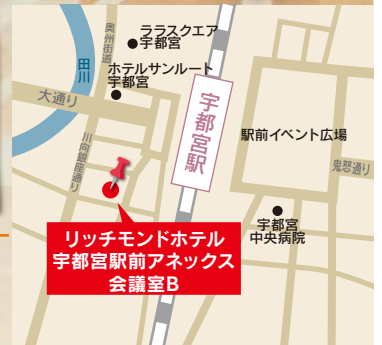 奥州街道
ララスクエア
宇都宮
田川
ホテルサンルート
宇都宮
大通り
宇都宮駅
駅前イベント広場
川向銀座通り
鬼怒通り
宇都宮
中央病院
リッチモンドホテル
宇都宮駅前アネックス
会議室B